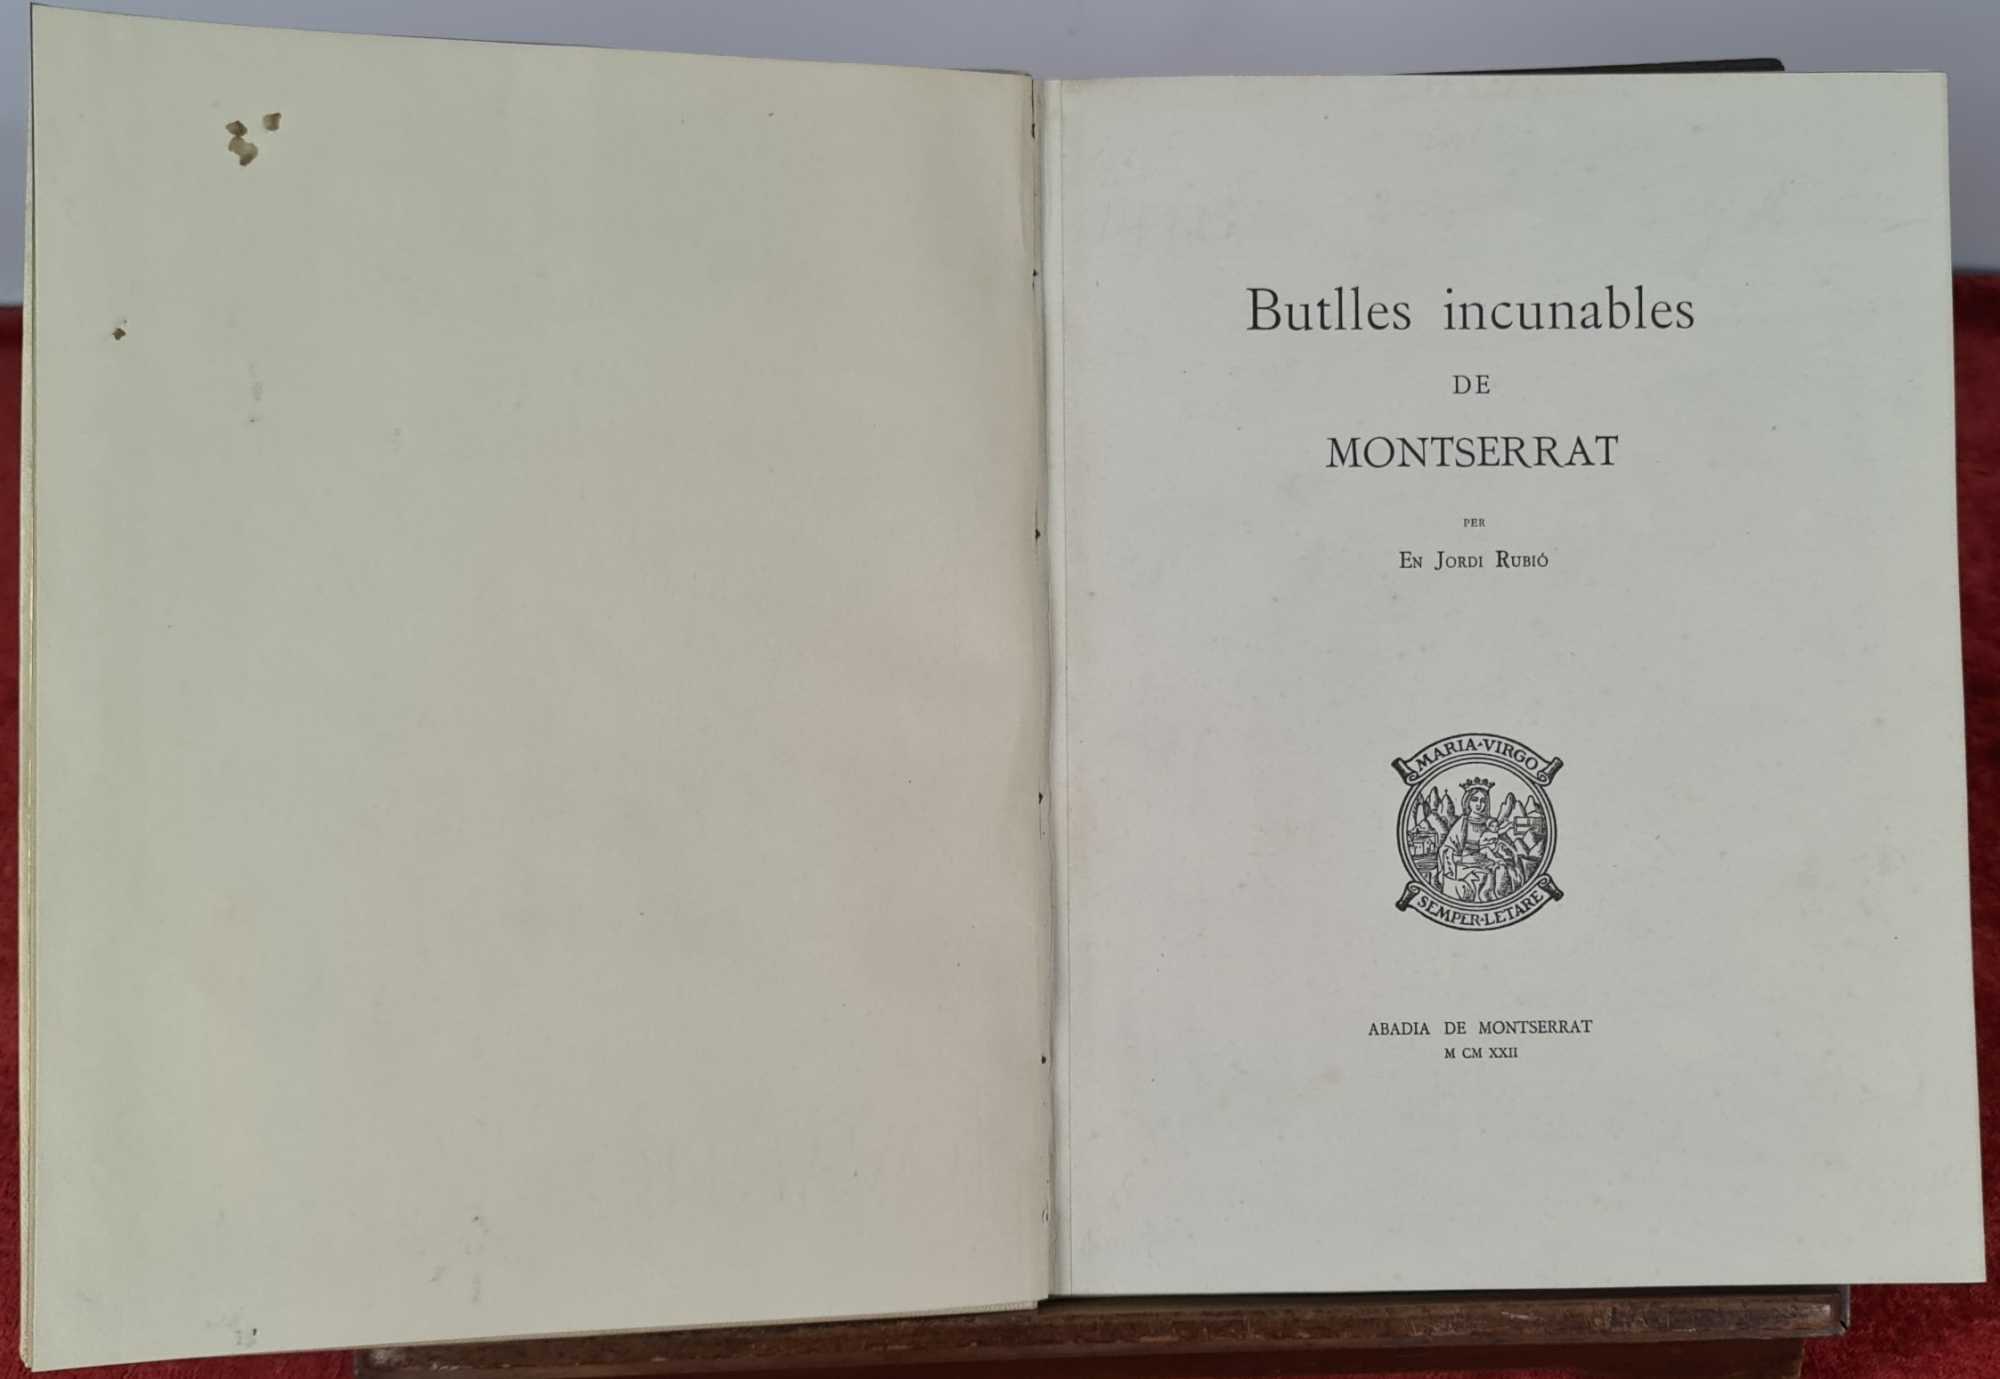 Butlles incunables
DE
MONTSERRAT
PER
EN JORDI RUBIÓ
MARIA·VIRGO
SEMPER·LETARE
ABADIA DE MONTSERRAT
M CM XXII